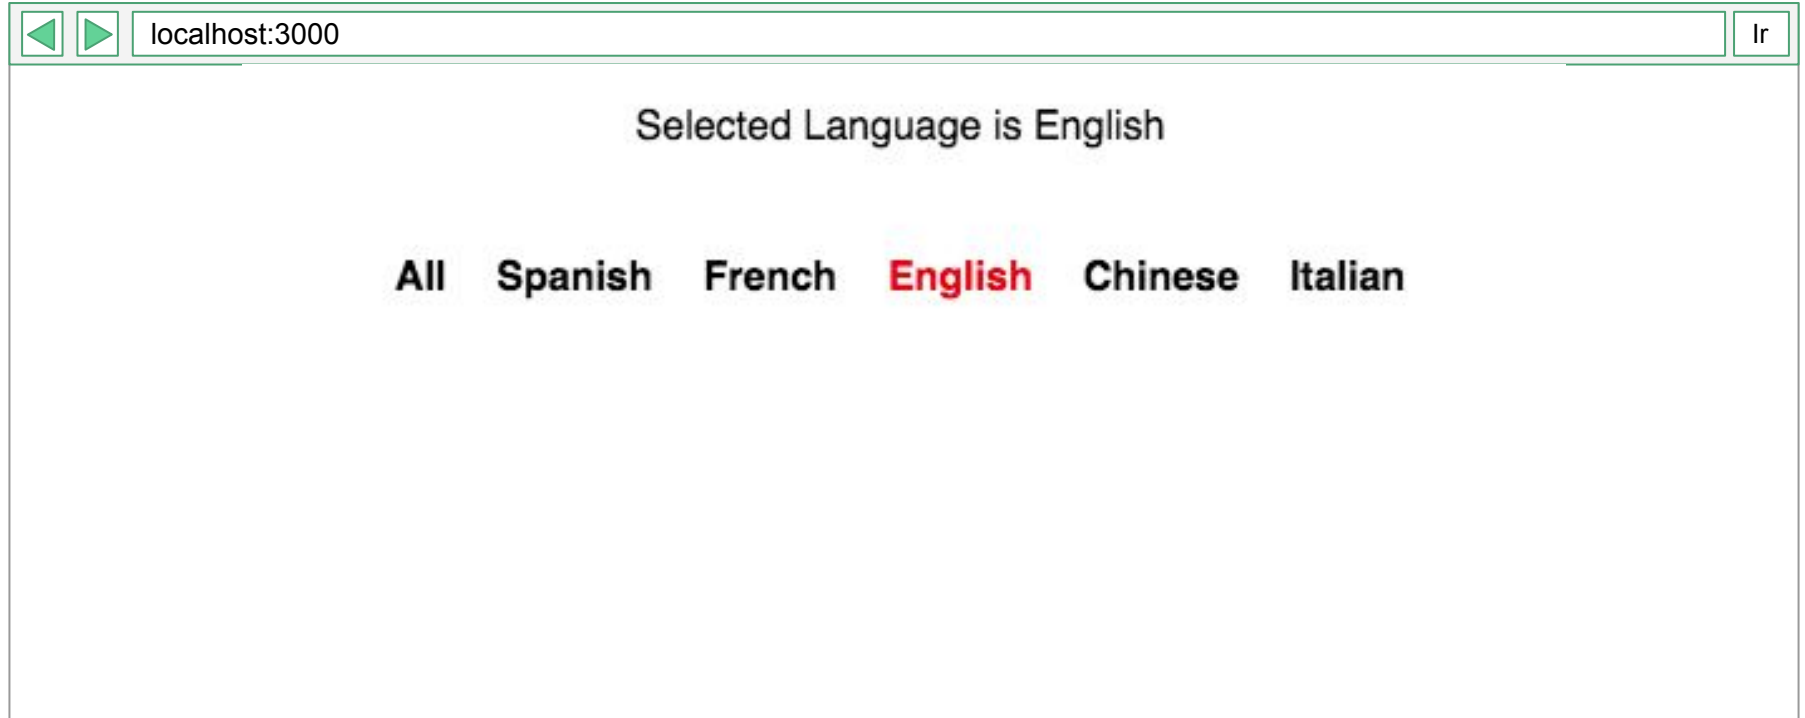 localhost:3000 Ir
Selected Language is English
All Spanish French English Chinese Italian